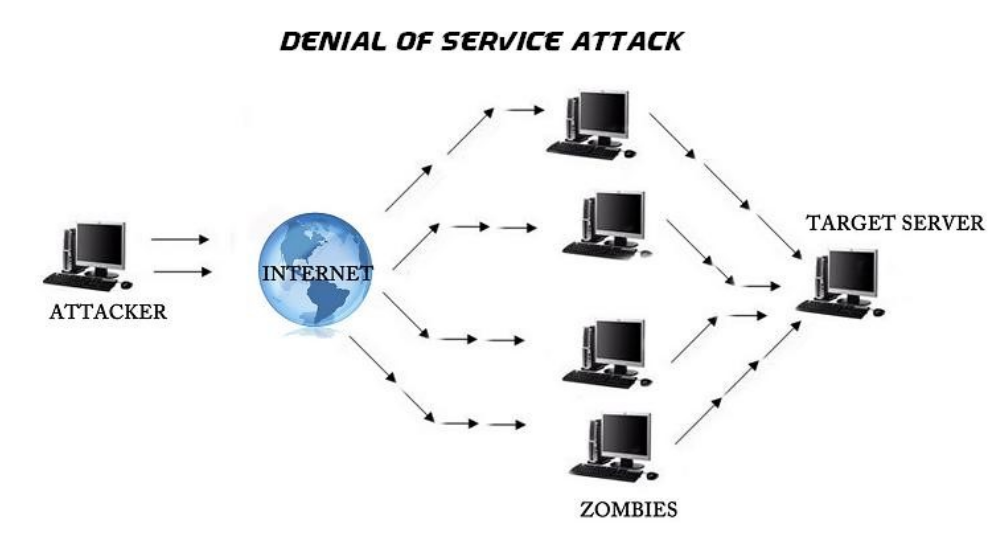 DENIAL OF SERVICE ATTACK
TARGET SERVER
INTERNET
ATTACKER
ZOMBIES